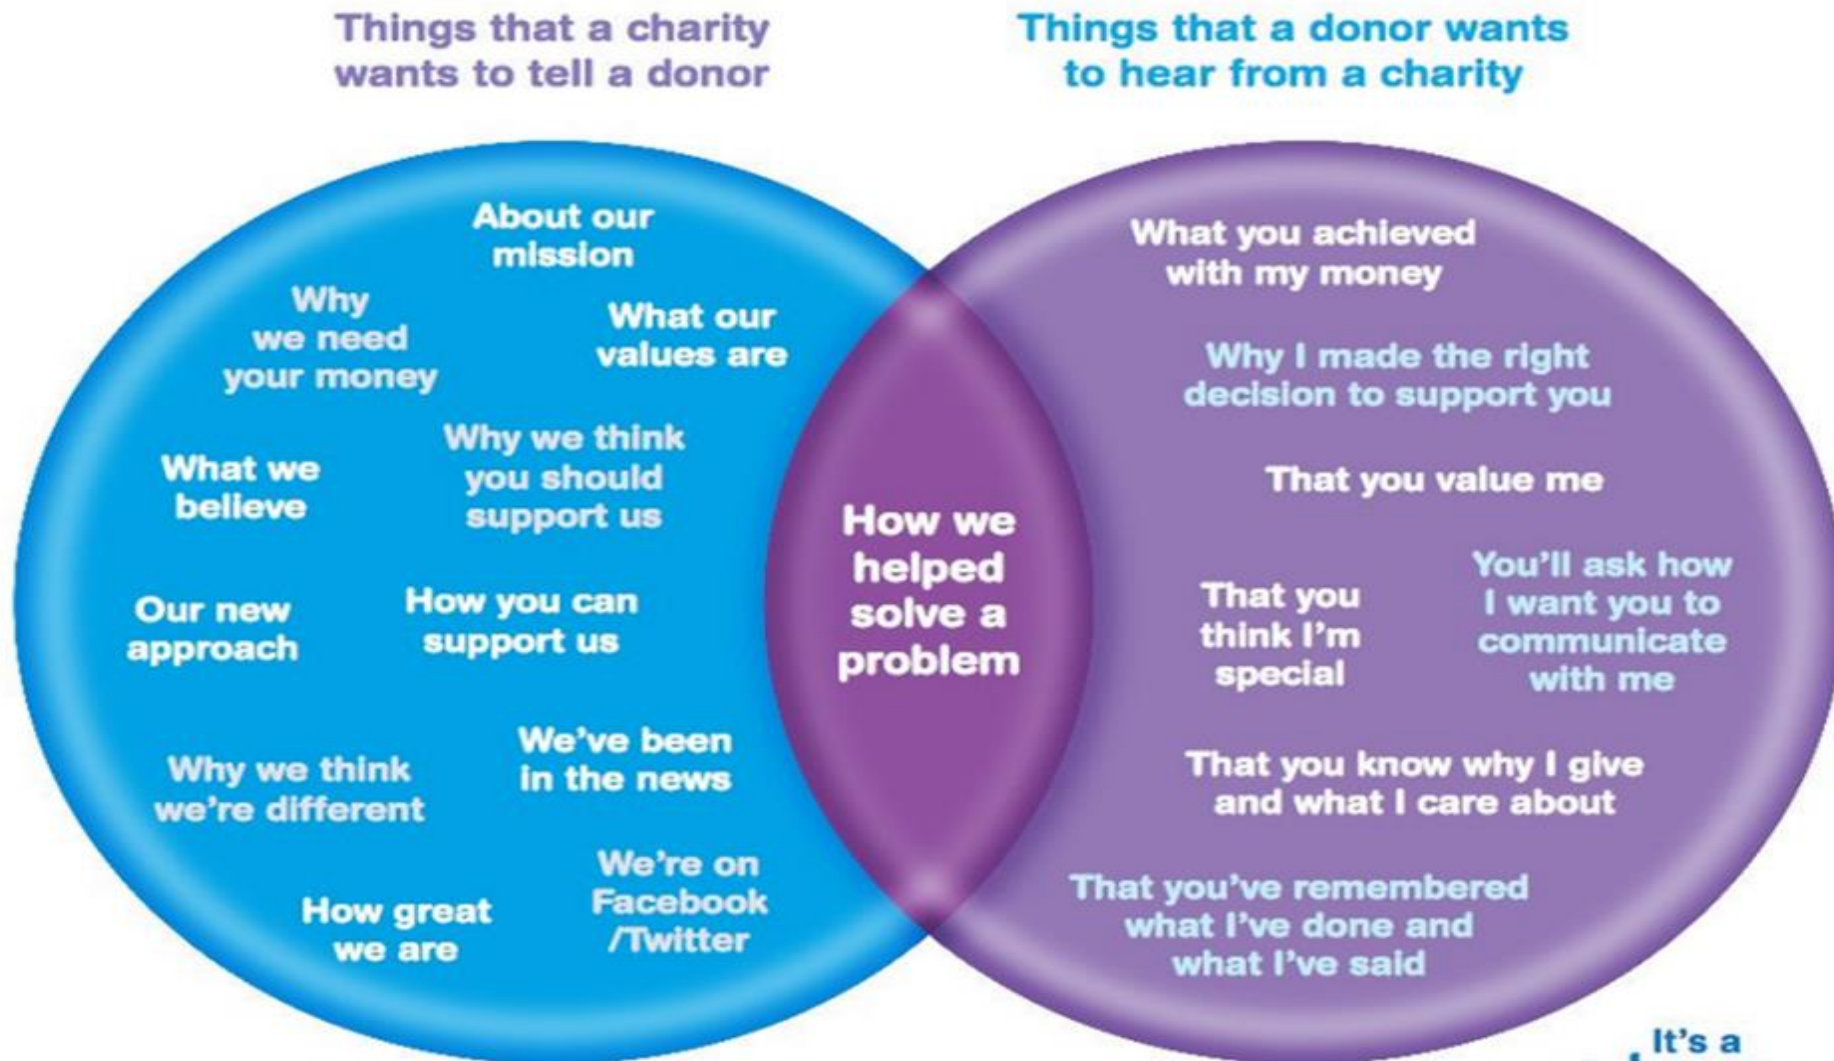 Things that a charity
wants to tell a donor
Things that a donor wants
to hear from a charity
About our
mission
Why
we need
your money
What our
values are
Why we think
you should
support us
What we
believe
Our new
approach
How you can
support us
We've been
in the news
Why we think
we're different
We're on
Facebook
/Twitter
How great
we are
How we
helped
solve a
problem
What you achieved
with my money
Why I made the right
decision to support you
That you value me
That you
think I'm
special
You'll ask how
I want you to
communicate
with me
That you know why I give
and what I care about
That you've remembered
what I've done and
what I've said
It's a